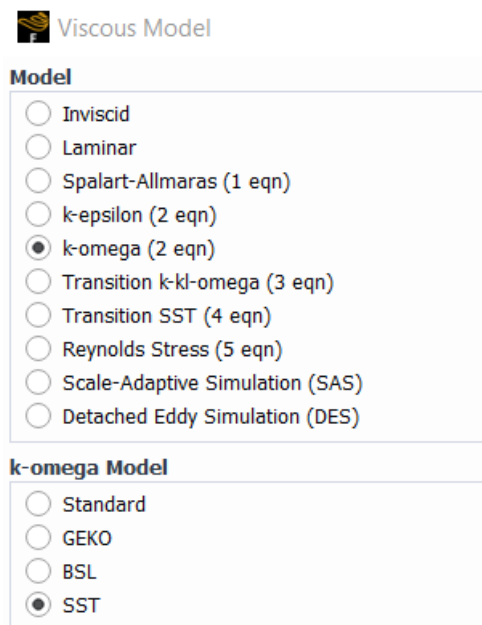 F
Viscous Model
Model
Inviscid
Laminar
Spalart-Allmaras (1 eqn)
k-epsilon (2 eqn)
k-omega (2 eqn)
Transition k-kl-omega (3 eqn)
Transition SST (4 eqn)
Reynolds Stress (5 eqn)
Scale-Adaptive Simulation (SAS)
Detached Eddy Simulation (DES)
k-omega Model
Standard
GEKO
BSL
SST